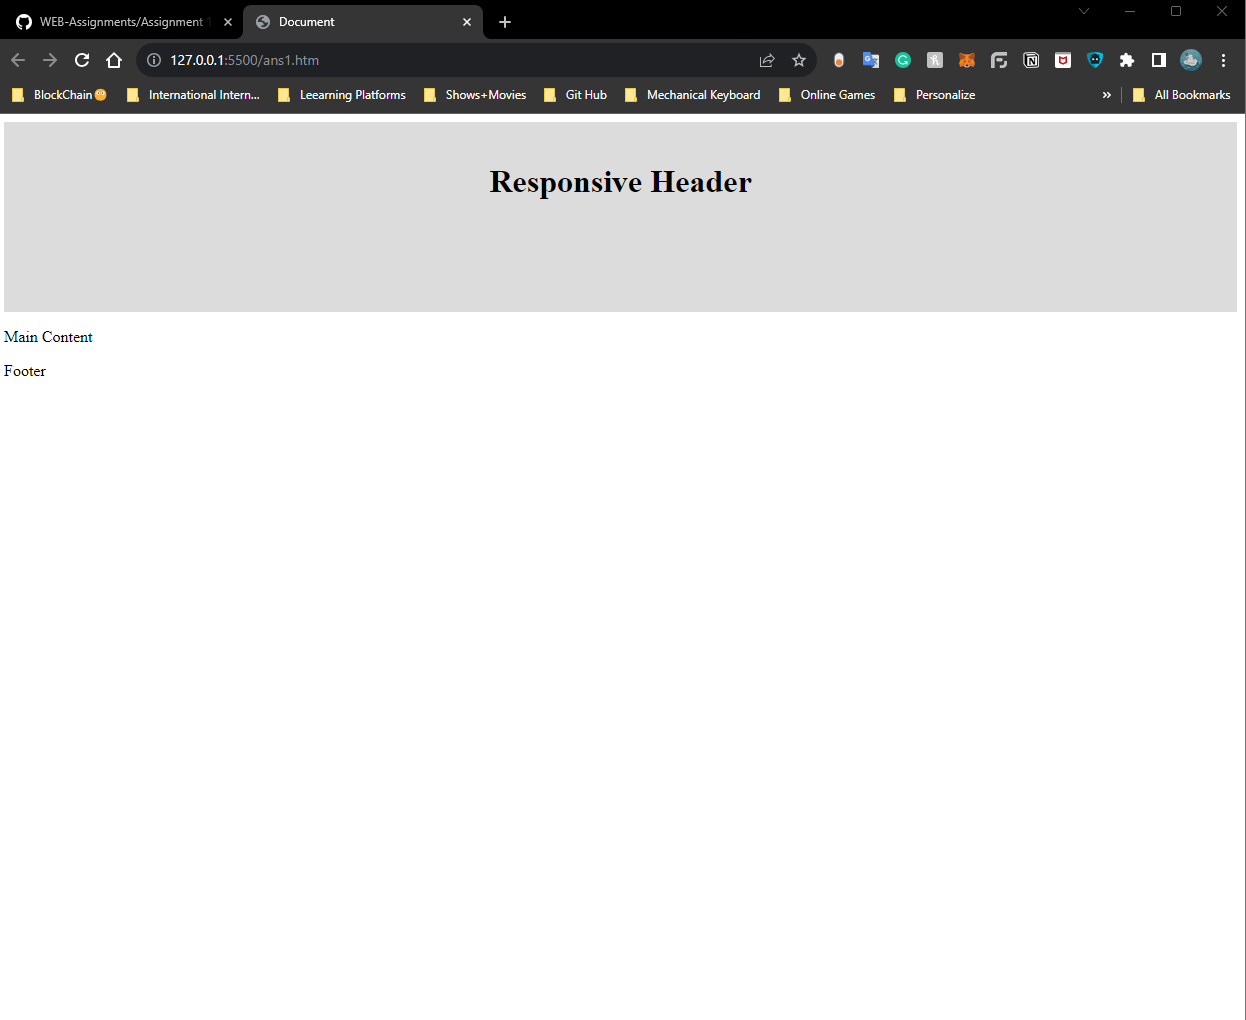 WEB-Assignments/Assignment
Document
127.0.0.1:5500/ans1.htm
BlockChain
International Intern...
Leearning Platforms
Shows+Movies
Git Hub
Mechanical Keyboard
Online Games
Personalize
»
All Bookmarks
Responsive Header
Main Content
Footer